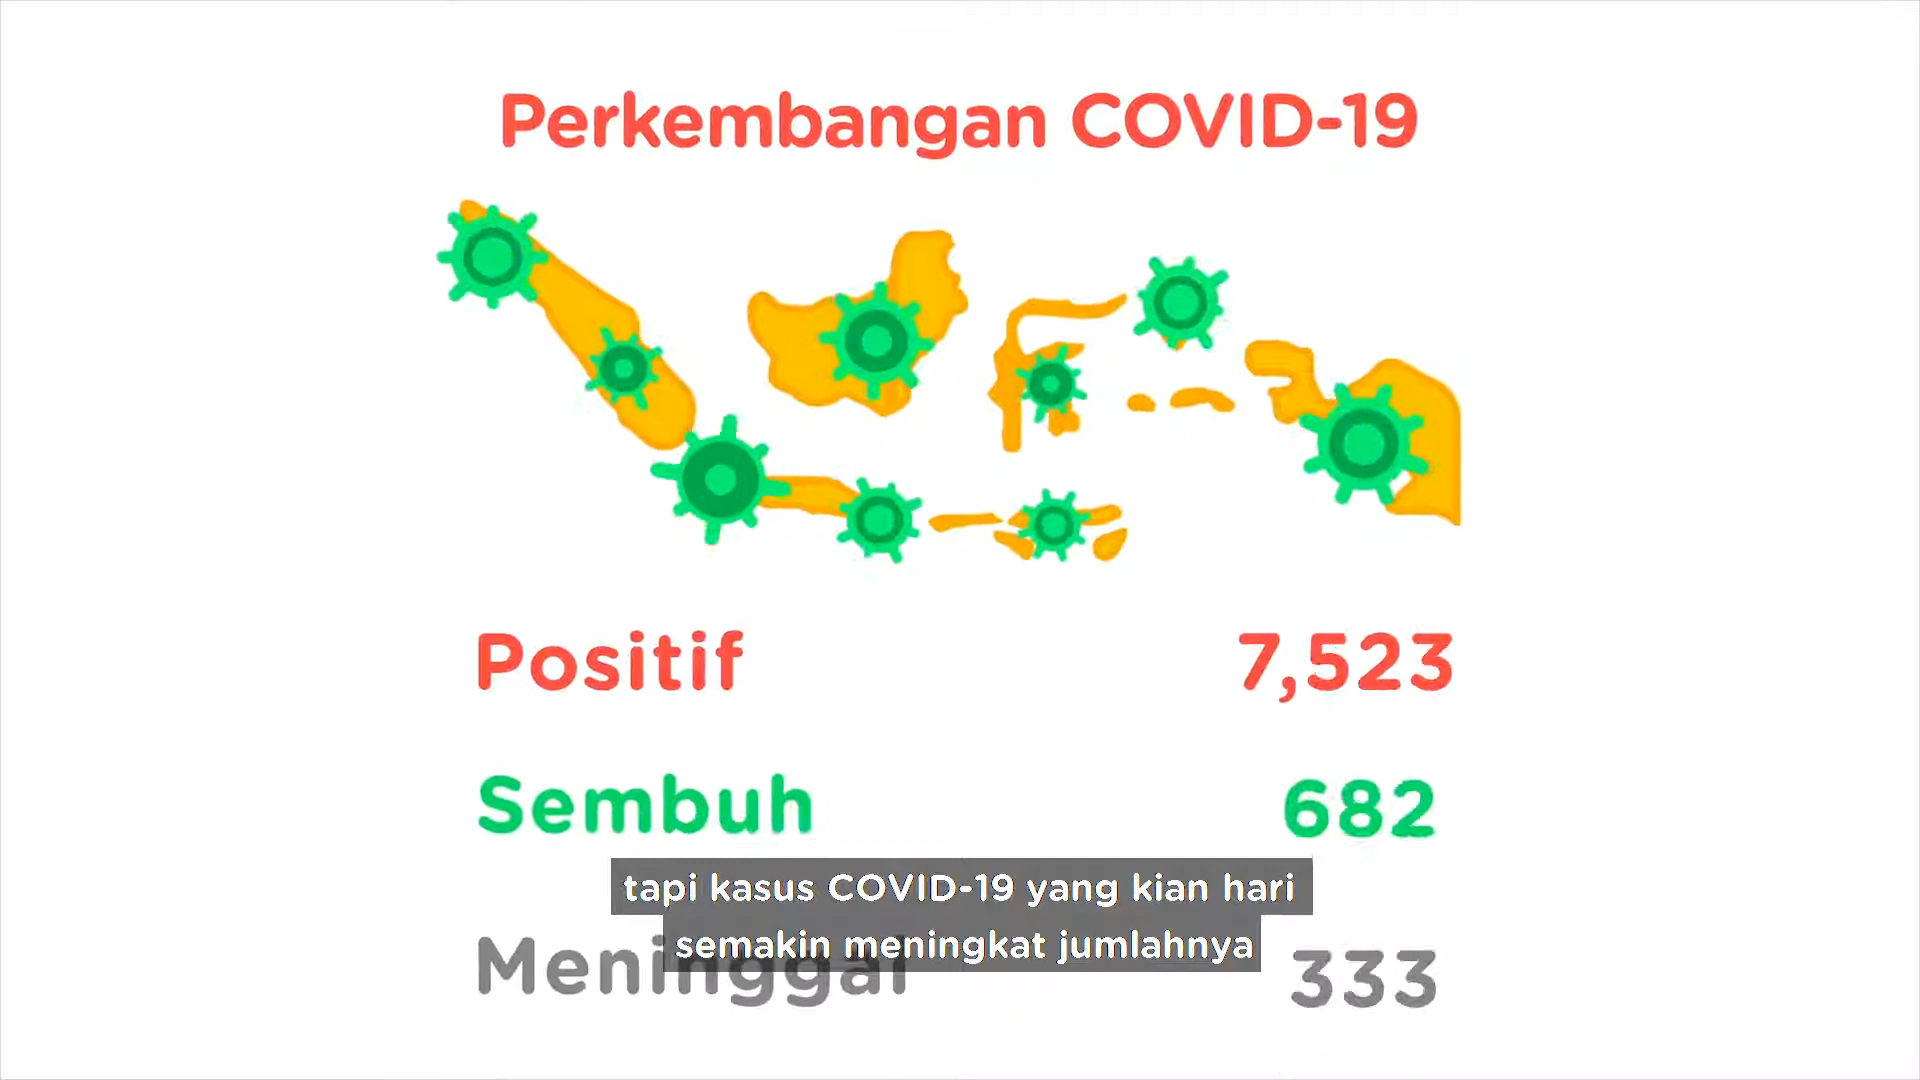 Perkembangan COVID-19
Positif 7,523
Sembuh 682
tapi kasus COVID-19 yang kian hari
semakin meningkat jumlahnya
Meninggal 333